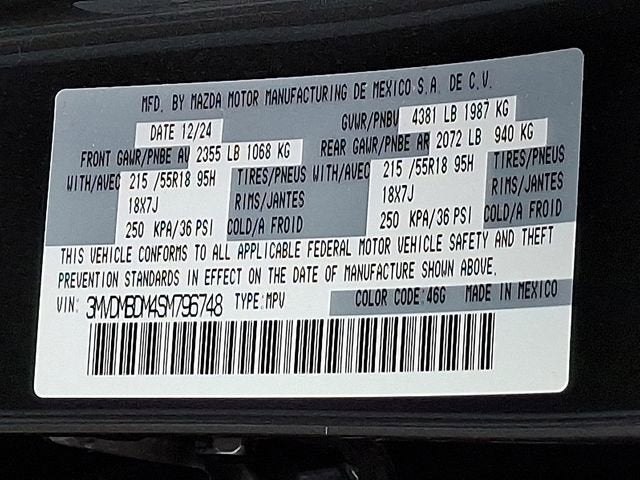 MFD. BY MAZDA MOTOR MANUFACTURING DE MEXICO S.A. DE C.V.
DATE 12/24 GVWR/PNBV 4381 LB 1987 KG
FRONT GAWR/PNBE AV 2355 LB 1068 KG REAR GAWR/PNBE AR 2072 LB 940 KG
WITH/AVEC 215 /55R18 95H TIRES/PNEUS WITH/AVEC 215 /55R18 95H TIRES/PNEUS
18X7J RIMS/JANTES 18X7J RIMS/JANTES
250 KPA/36 PSI COLD/A FROID 250 KPA/36 PSI COLD/A FROID
THIS VEHICLE CONFORMS TO ALL APPLICABLE FEDERAL MOTOR VEHICLE SAFETY AND THEFT
PREVENTION STANDARDS IN EFFECT ON THE DATE OF MANUFACTURE SHOWN ABOVE.
VIN: 3MVDMBDM4SM796748 TYPE:MPV COLOR CODE:46G MADE IN MEXICO